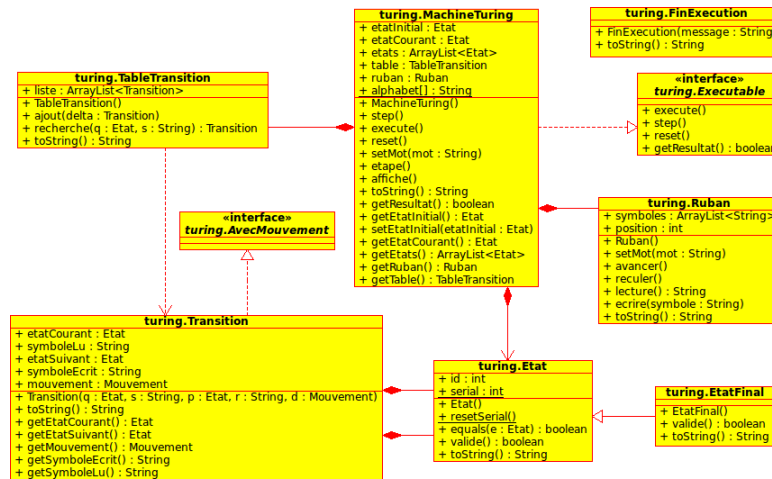 turing.MachineTuring
+ etatInitial : Etat
+ etatCourant : Etat
+ etats : ArrayList<Etat>
+ table : TableTransition
+ ruban : Ruban
+ alphabet[] : String
+ MachineTuring()
+ step()
+ execute()
+ reset()
+ setMot(mot : String)
+ etape()
+ affiche()
+ toString() : String
+ getResultat() : boolean
+ getEtatInitial() : Etat
+ setEtatInitial(etatInitial : Etat)
+ getEtatCourant() : Etat
+ getEtats() : ArrayList<Etat>
+ getRuban() : Ruban
+ getTable() : TableTransition
turing.FinExecution
+ FinExecution(message : String)
+ toString() : String
turing.TableTransition
+ liste : ArrayList<Transition>
+ TableTransition()
+ ajout(delta : Transition)
+ recherche(q : Etat, s : String) : Transition
+ toString() : String
«interface»
turing.Executable
+ execute()
+ step()
+ reset()
+ getResultat() : boolean
«interface»
turing.AvecMouvement
turing.Ruban
+ symboles : ArrayList<String>
+ position : int
+ Ruban()
+ setMot(mot : String)
+ avancer()
+ reculer()
+ lecture() : String
+ ecrire(symbole : String)
+ toString() : String
turing.Transition
+ etatCourant : Etat
+ symboleLu : String
+ etatSuivant : Etat
+ symboleEcrit : String
+ mouvement : Mouvement
+ Transition(q : Etat, s : String, p : Etat, r : String, d : Mouvement)
+ toString() : String
+ getEtatCourant() : Etat
+ getEtatSuivant() : Etat
+ getMouvement() : Mouvement
+ getSymboleEcrit() : String
+ getSymboleLu() : String
turing.Etat
+ id : int
+ serial : int
+ Etat()
+ resetSerial()
+ equals(e : Etat) : boolean
+ valide() : boolean
+ toString() : String
turing.EtatFinal
+ EtatFinal()
+ valide() : boolean
+ toString() : String